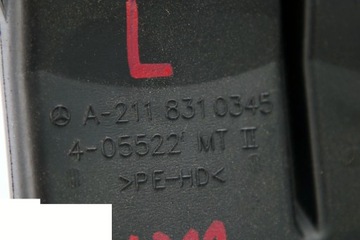 L
A-211 831 0345
4-05522' MT II
>PE-HD<